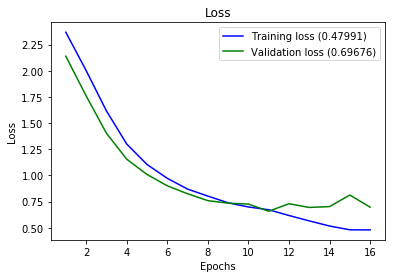 Loss
Training loss (0.47991)
Validation loss (0.69676)
2.25
2.00
1.75
1.50
1.25
1.00
0.75
0.50
Loss
2 4 6 8 10 12 14 16
Epochs